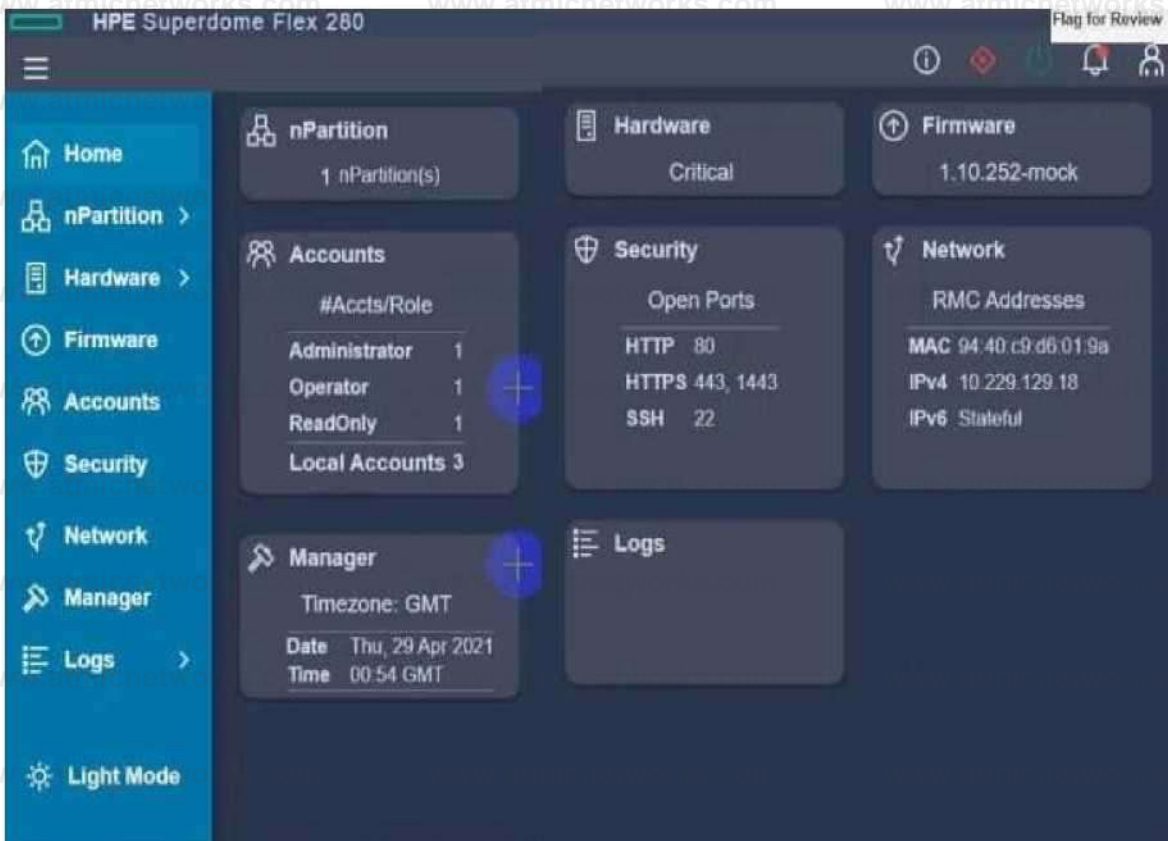 www.atmicnetworks.com
HPE Superdome Flex 280
Flag for Review
Home
nPartition >
Hardware >
Firmware
Accounts
Security
Network
Manager
Logs >
Light Mode
nPartition
1 nPartition(s)
Hardware
Critical
Firmware
1.10.252-mock
Accounts
#Accts/Role
Administrator 1
Operator 1
ReadOnly 1
Local Accounts 3
Security
Open Ports
HTTP 80
HTTPS 443, 1443
SSH 22
Network
RMC Addresses
MAC 94:40:c9:d6:01:9a
IPv4 10.229.129.18
IPv6 Stateful
Manager
Timezone: GMT
Date Thu, 29 Apr 2021
Time 00:54 GMT
Logs